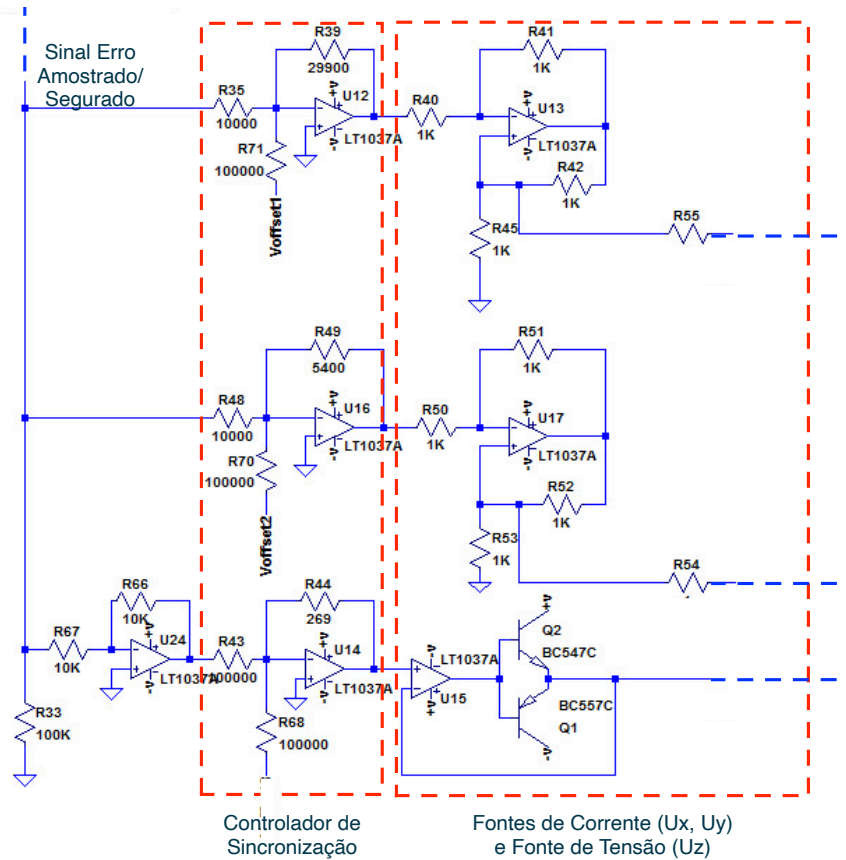 Sinal Erro
Amostrado/
Segurado
R39
29900
R35
10000
U12
+v
-v
LT1037A
R71
100000
Voffset1
R40
1K
R41
1K
U13
+v
-v
LT1037A
R42
1K
R45
1K
R55
R49
5400
R48
10000
U16
+v
-v
LT1037A
R70
100000
Voffset2
R50
1K
R51
1K
U17
+v
-v
LT1037A
R52
1K
R53
1K
R54
R66
10K
R67
10K
U24
+v
-v
LT1037A
R33
100K
R43
100000
R44
269
U14
+v
-v
LT1037A
R68
100000
-v
LT1037A
U15
+v
+v
Q2
BC547C
BC557C
Q1
-v
Controlador de
Sincronização
Fontes de Corrente (Ux, Uy)
e Fonte de Tensão (Uz)